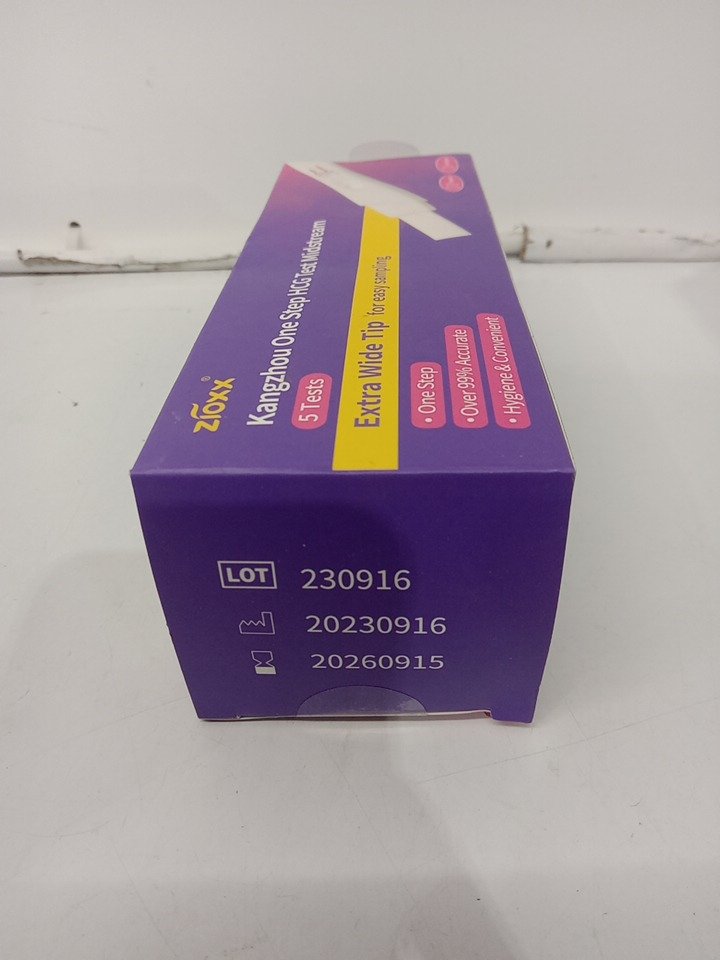 zioxx®
Kangzhou One Step HCG Test Midstream
5 Tests
Extra Wide Tip for easy sampling
• One Step
• Over 99% Accurate
• Hygiene & Convenient
LOT 230916
20230916
20260915